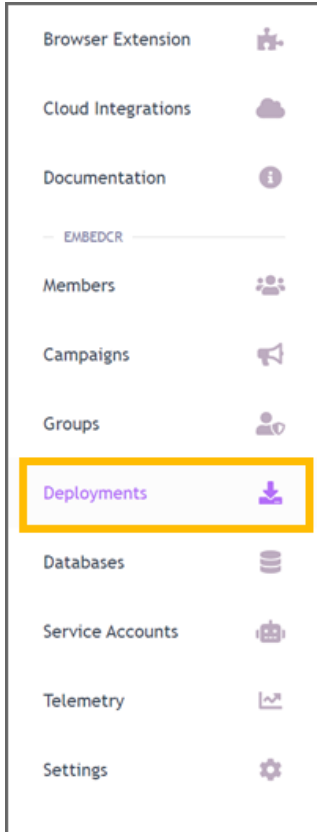 Browser Extension
Cloud Integrations
Documentation
EMBEDCR
Members
Campaigns
Groups
Deployments
Databases
Service Accounts
Telemetry
Settings